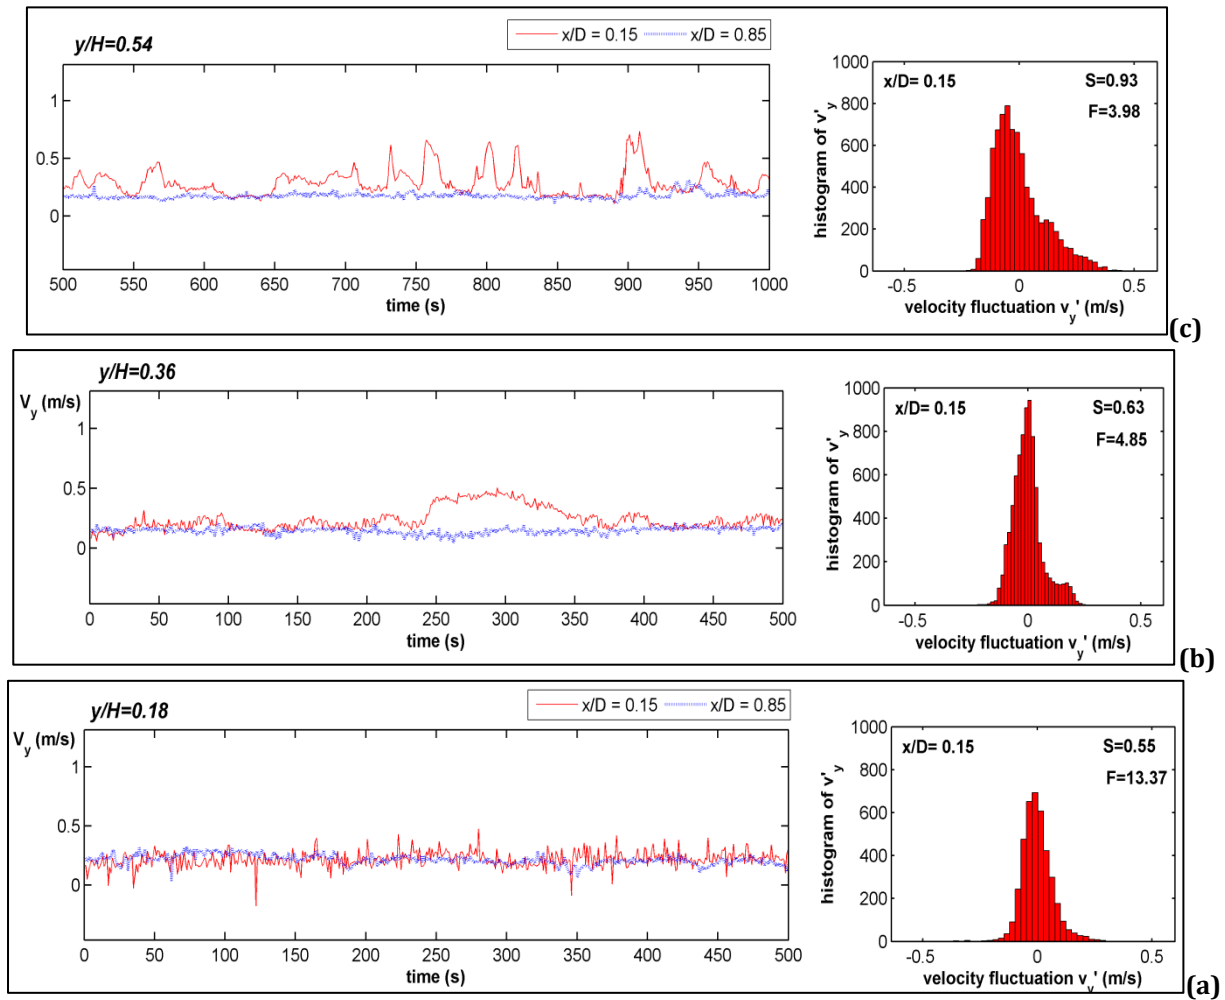 y/H=0.54
x/D = 0.15 x/D = 0.85
1
0.5
0
500 550 600 650 700 750 800 850 900 950 1000
time (s)
histogram of v'y
1000
800
600
400
200
0
x/D= 0.15 S=0.93
F=3.98
-0.5 0 0.5
velocity fluctuation vy' (m/s)
(c)
y/H=0.36
Vy (m/s)
1
0.5
0
0 50 100 150 200 250 300 350 400 450 500
time (s)
histogram of v'y
1000
800
600
400
200
0
x/D= 0.15 S=0.63
F=4.85
-0.5 0 0.5
velocity fluctuation vy' (m/s)
(b)
y/H=0.18
x/D = 0.15 x/D = 0.85
Vy (m/s)
1
0.5
0
0 50 100 150 200 250 300 350 400 450 500
time (s)
histogram of v'y
1000
800
600
400
200
0
x/D= 0.15 S=0.55
F=13.37
-0.5 0 0.5
velocity fluctuation vy' (m/s)
(a)